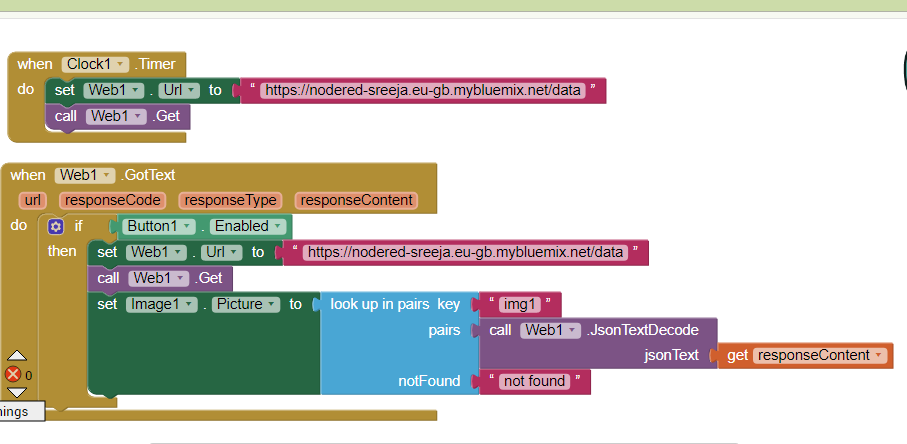 when Clock1 .Timer
do set Web1 . Url to " https://nodered-sreeja.eu-gb.mybluemix.net/data "
call Web1 .Get
when Web1 .GotText
url responseCode responseType responseContent
do if Button1 . Enabled
then set Web1 . Url to " https://nodered-sreeja.eu-gb.mybluemix.net/data "
call Web1 .Get
set Image1 . Picture to look up in pairs key " img1 "
pairs call Web1 .JsonTextDecode
jsonText get responseContent
notFound " not found "
0